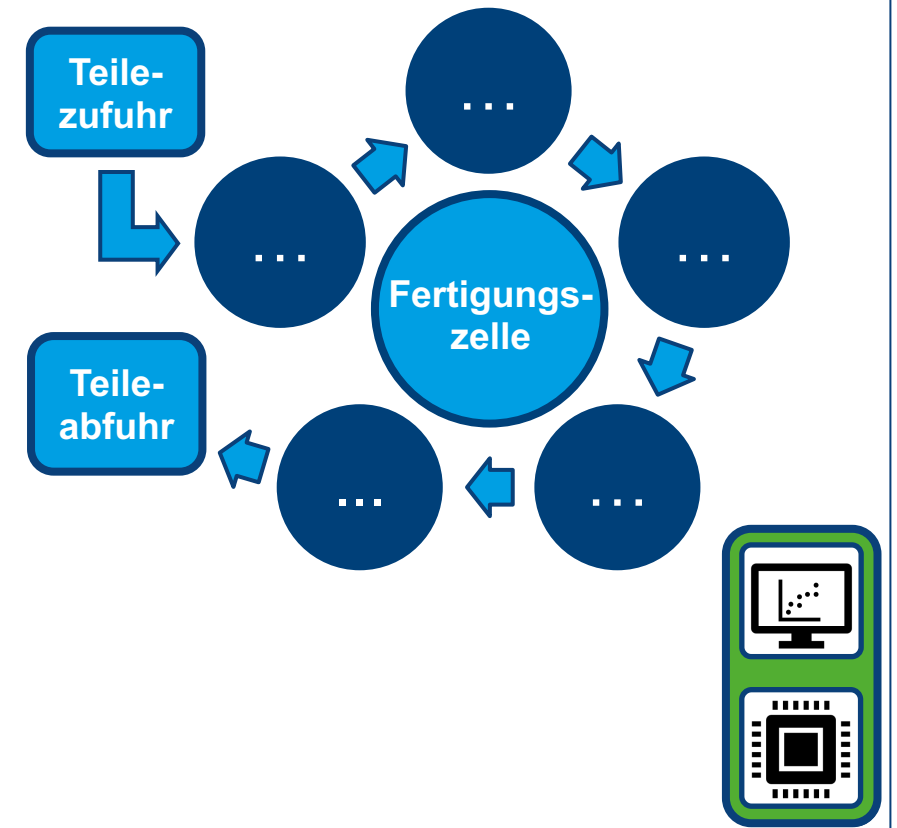 Teile-
zufuhr
...
...
...
Fertigungs-
zelle
Teile-
abfuhr
...
...